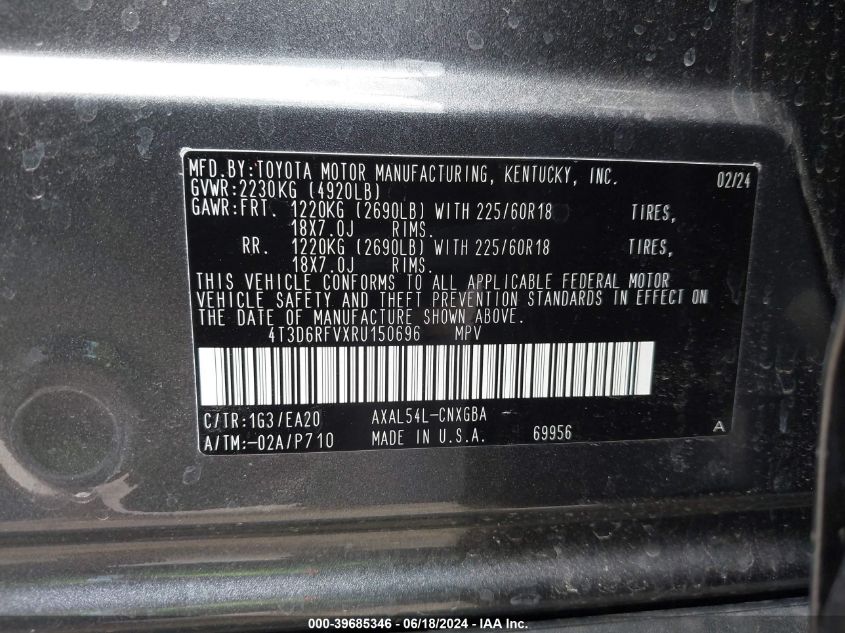 MFD.BY:TOYOTA MOTOR MANUFACTURING, KENTUCKY, INC. 02/24
GVWR:2230KG (4920LB)
GAWR:FRT. 1220KG (2690LB) WITH 225/60R18 TIRES,
18X7.0J RIMS.
RR. 1220KG (2690LB) WITH 225/60R18 TIRES,
18X7.0J RIMS.
THIS VEHICLE CONFORMS TO ALL APPLICABLE FEDERAL MOTOR
VEHICLE SAFETY AND THEFT PREVENTION STANDARDS IN EFFECT ON
THE DATE OF MANUFACTURE SHOWN ABOVE.
4T3D6RFVXRU150696 MPV
C/TR:1G3/EA20 AXAL54L-CNXGBA
A/TM:-02A/P710 MADE IN U.S.A. 69956 A
000-39685346 - 06/18/2024 - IAA Inc.